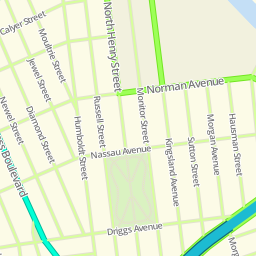 Calyer Street
Moultrie Street
North Henry Street
Jewel Street
Norman Avenue
Newel Street
Diamond Street
Humboldt Street
Russell Street
Monitor Street
Nassau Avenue
Kingsland Avenue
Sutton Street
Morgan Avenue
Hausman Street
Boulevard
Driggs Avenue